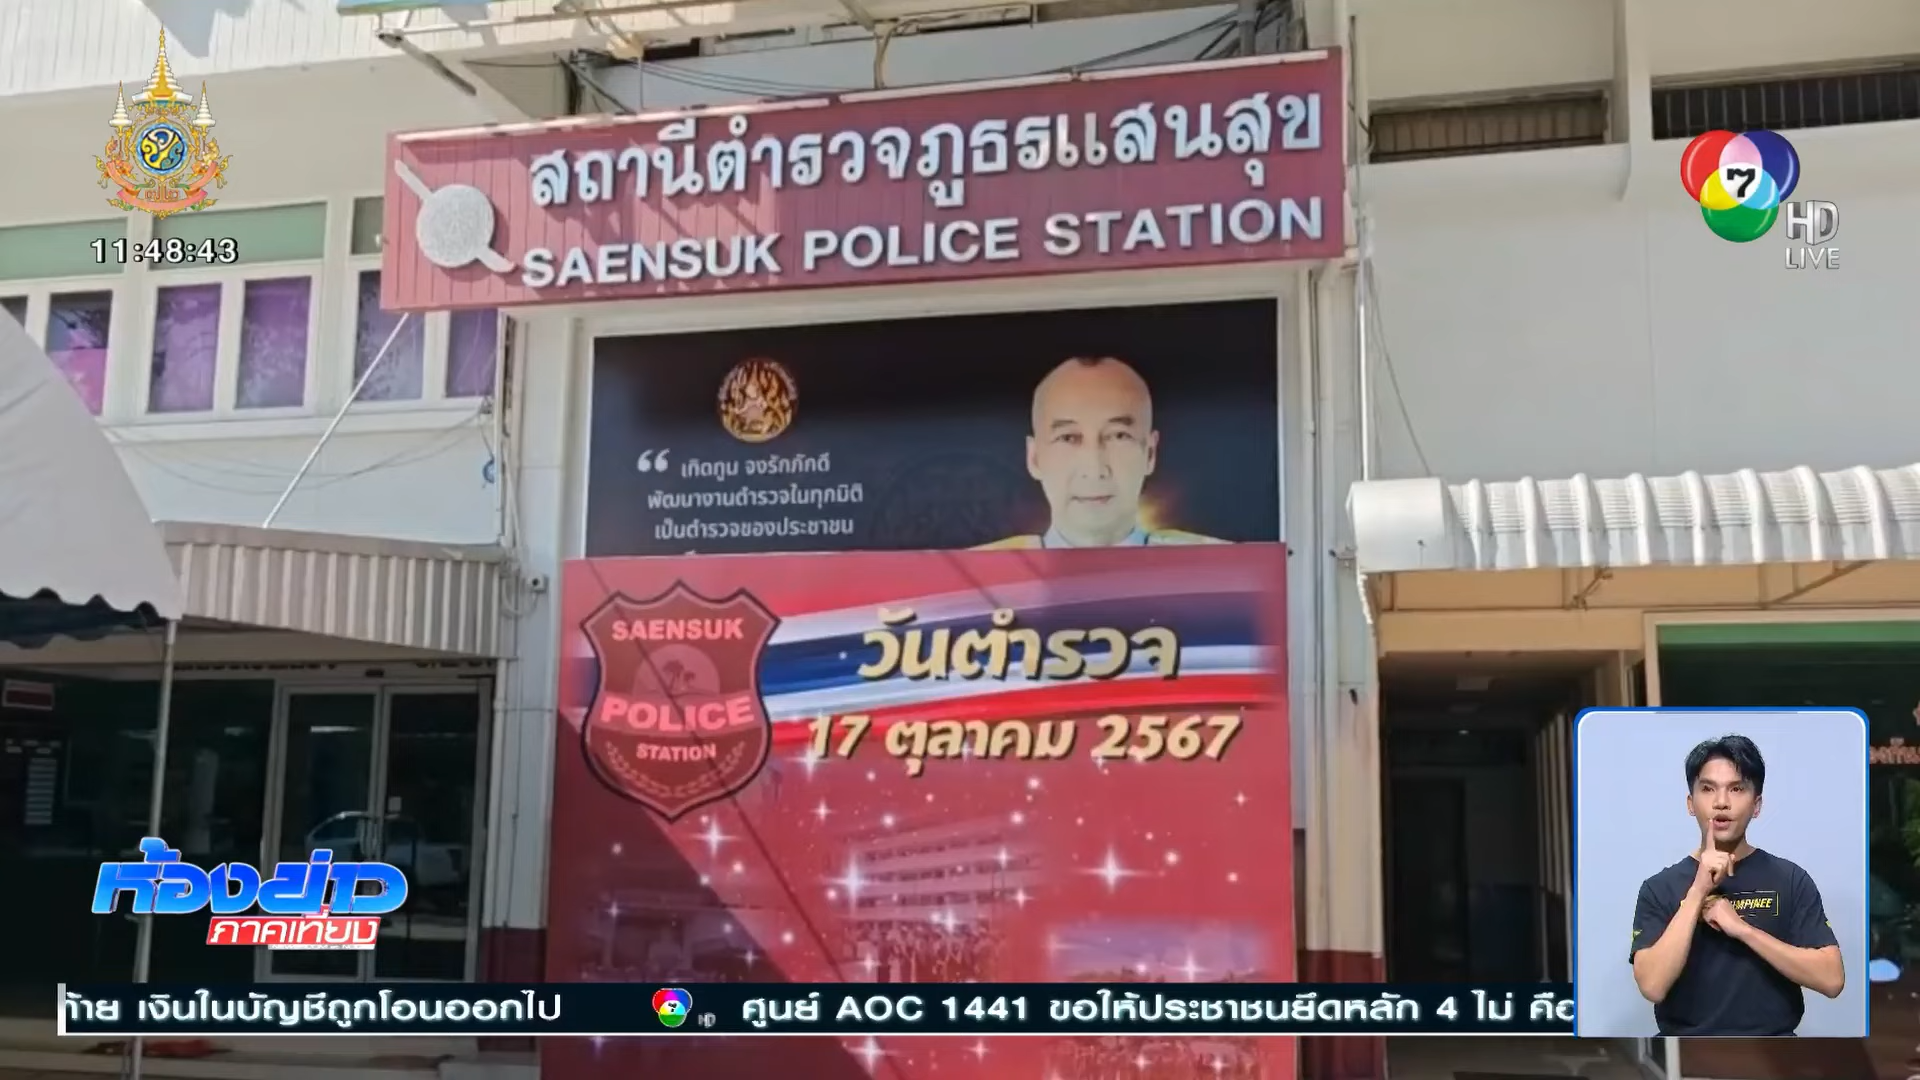 สถานีตำรวจภูธรแสนสุข
SAENSUK POLICE STATION
11:48:43
7
HD
LIVE
“ เทิดทูน จงรักภักดี
พัฒนางานตำรวจในทุกมิติ
เป็นตำรวจของประชาชน
SAENSUK
POLICE
STATION
วันตำรวจ
17 ตุลาคม 2567
ห้องข่าว
ภาคเที่ยง
ท้าย เงินในบัญชีถูกโอนออกไป
7 HD
ศูนย์ AOC 1441 ขอให้ประชาชนยึดหลัก 4 ไม่ คือ